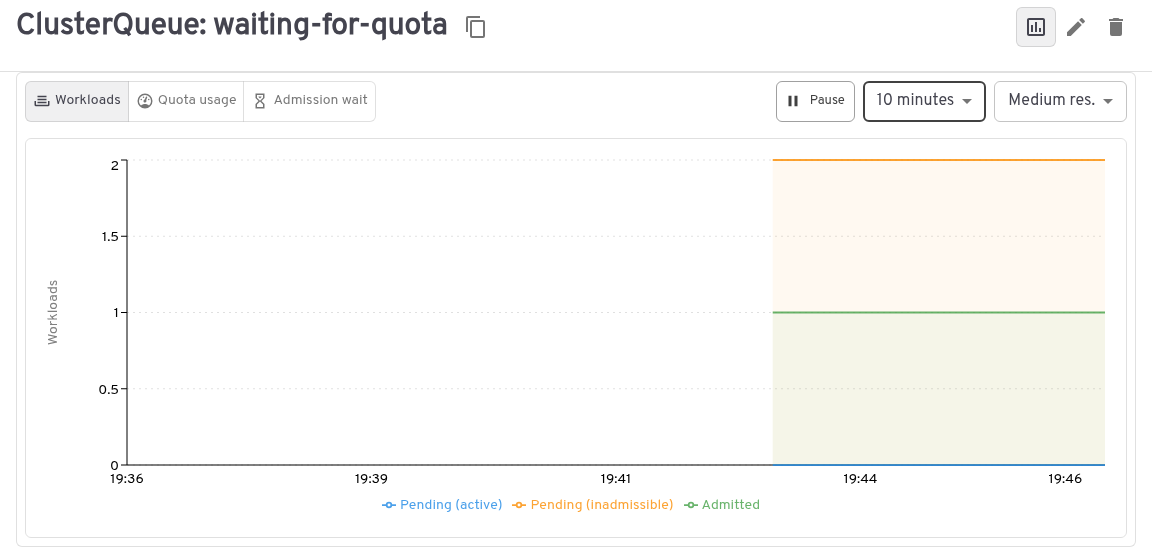 ClusterQueue: waiting-for-quota
Workloads Quota usage Admission wait Pause 10 minutes Medium res.
2
1.5
1
0.5
0
Workloads
19:36 19:39 19:41 19:44 19:46
Pending (active) Pending (inadmissible) Admitted